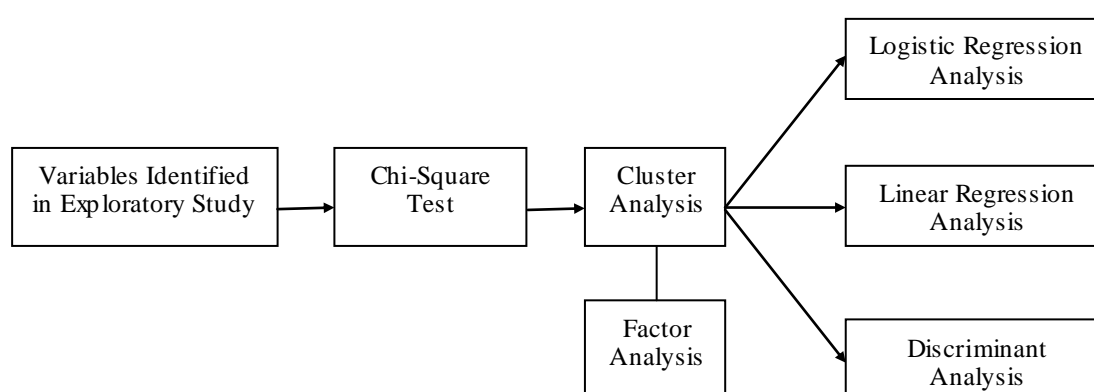 Variables Identified
in Exploratory Study
Chi-Square
Test
Cluster
Analysis
Factor
Analysis
Logistic Regression
Analysis
Linear Regression
Analysis
Discriminant
Analysis